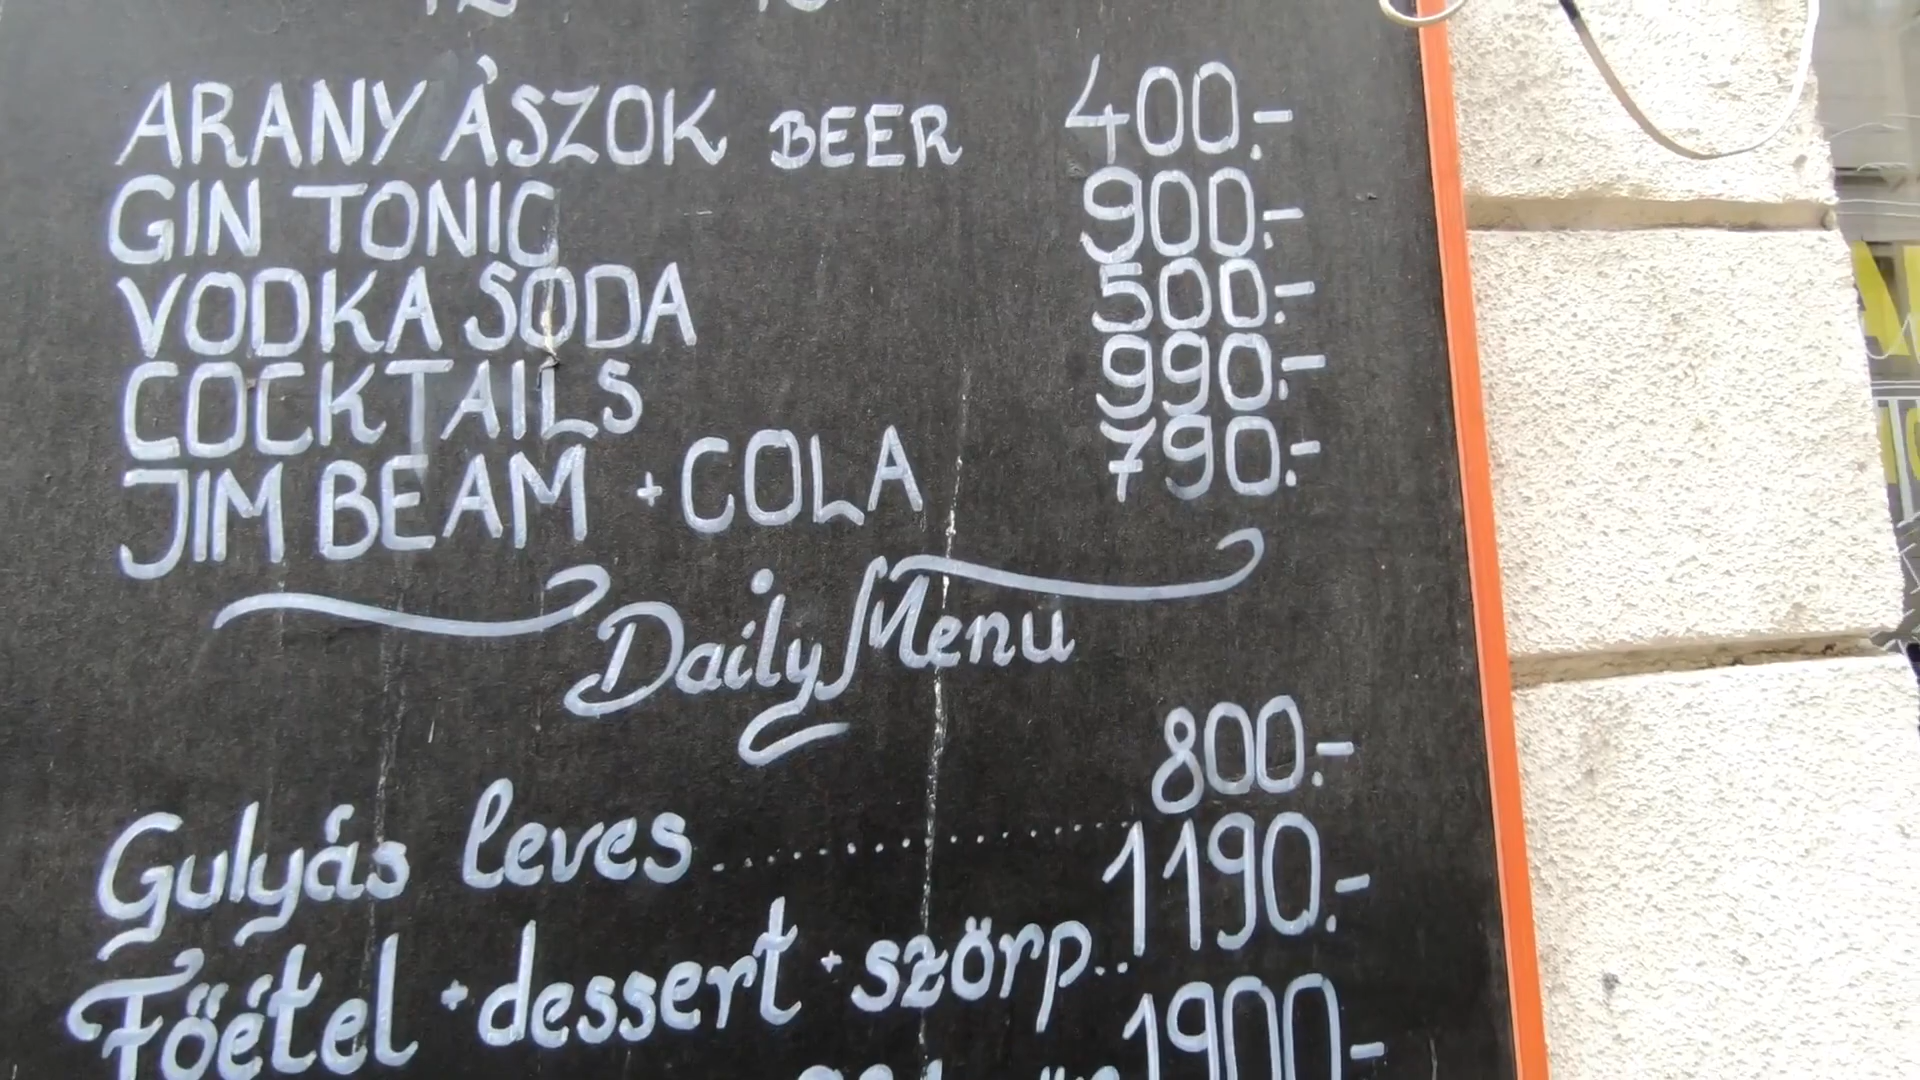 ARANY ÁSZOK BEER 400.-
GIN TONIC 900.-
VODKA SODA 500.-
COCKTAILS 990.-
JIM BEAM + COLA 790.-
Daily Menu
Gulyás leves.................... 800.-
Főétel + dessert + szörp.. 1190.-
1900.-